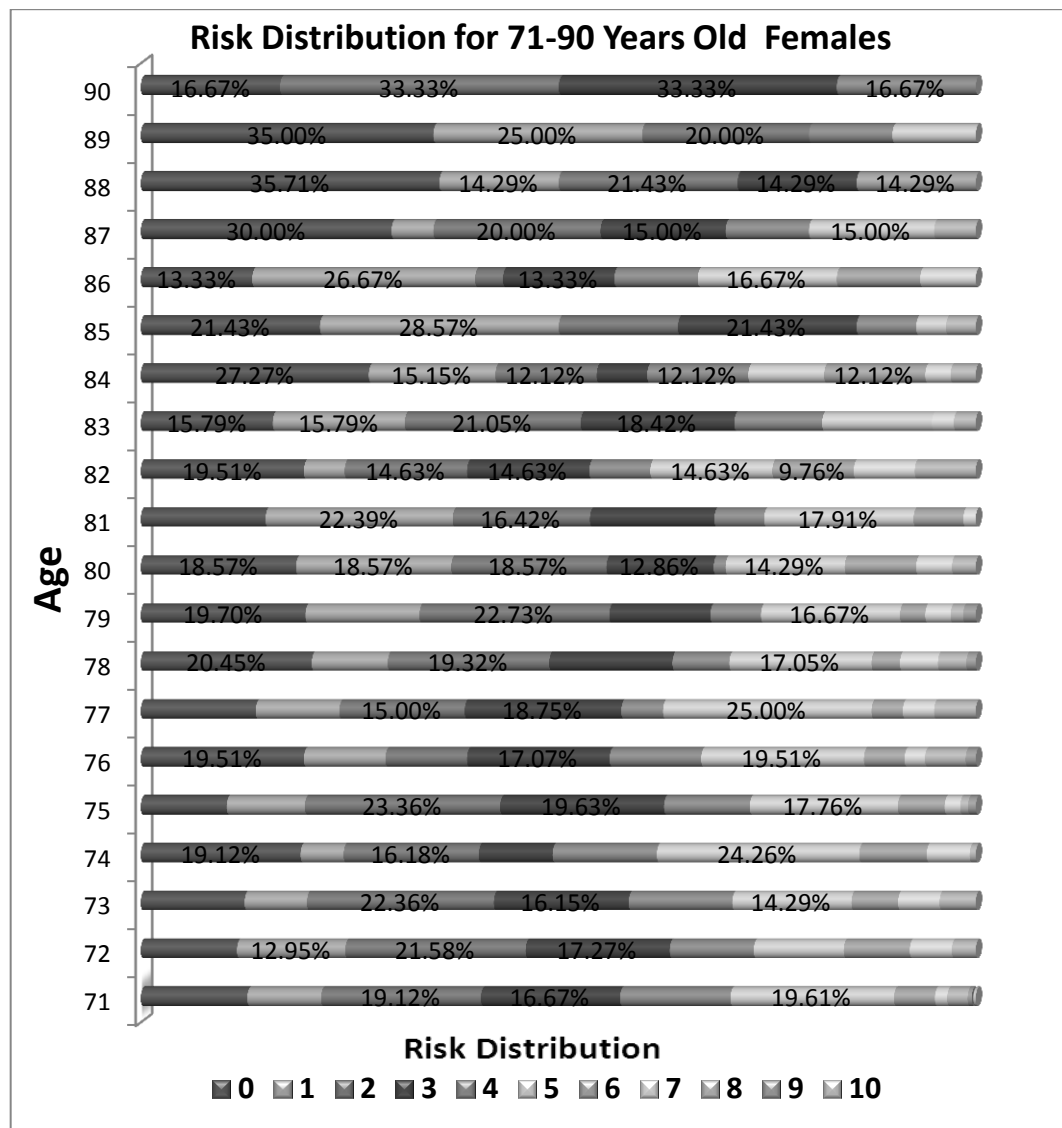 Risk Distribution for 71-90 Years Old Females
90 16.67% 33.33% 33.33% 16.67%
89 35.00% 25.00% 20.00%
88 35.71% 14.29% 21.43% 14.29% 14.29%
87 30.00% 20.00% 15.00% 15.00%
86 13.33% 26.67% 13.33% 16.67%
85 21.43% 28.57% 21.43%
84 27.27% 15.15% 12.12% 12.12% 12.12%
83 15.79% 15.79% 21.05% 18.42%
82 19.51% 14.63% 14.63% 14.63% 9.76%
81 22.39% 16.42% 17.91%
80 18.57% 18.57% 18.57% 12.86% 14.29%
79 19.70% 22.73% 16.67%
78 20.45% 19.32% 17.05%
77 15.00% 18.75% 25.00%
76 19.51% 17.07% 19.51%
75 23.36% 19.63% 17.76%
74 19.12% 16.18% 24.26%
73 22.36% 16.15% 14.29%
72 12.95% 21.58% 17.27%
71 19.12% 16.67% 19.61%
Age
Risk Distribution
0 1 2 3 4 5 6 7 8 9 10